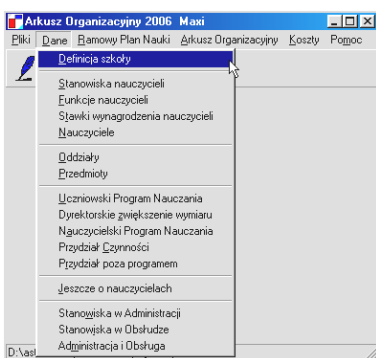 Arkusz Organizacyjny 2006 Maxi
Pliki Dane Ramowy Plan Nauki Arkusz Organizacyjny Koszty Pomoc
Definicja szkoły
Stanowiska nauczycieli
Funkcje nauczycieli
Stawki wynagrodzenia nauczycieli
Nauczyciele
Oddziały
Przedmioty
Uczniowski Program Nauczania
Dyrektorskie zwiększenie wymiaru
Nauczycielski Program Nauczania
Przydział Czynności
Przydział poza programem
Jeszcze o nauczycielach
Stanowiska w Administracji
Stanowiska w Obsłudze
Administracja i Obsługa